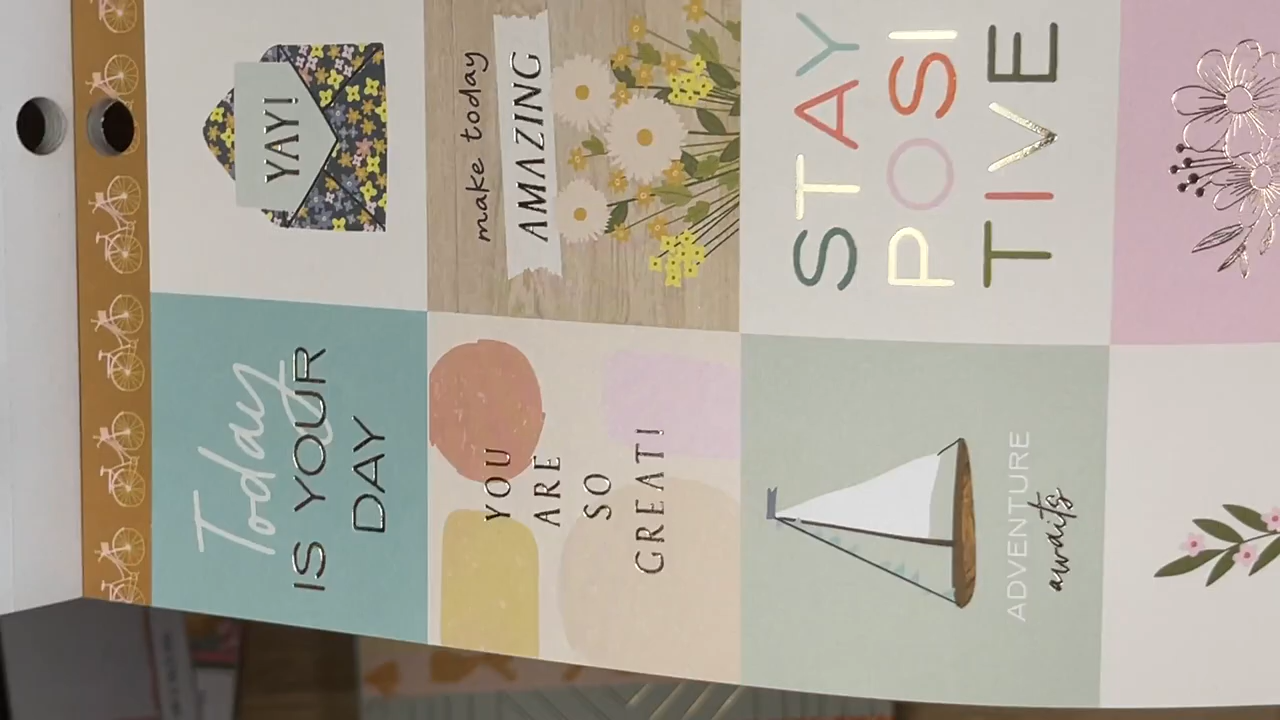 Today
IS YOUR
DAY
YAY!
YOU
ARE
SO
GREAT!
make today
AMAZING
ADVENTURE
awaits
STAY
POSI
TIVE